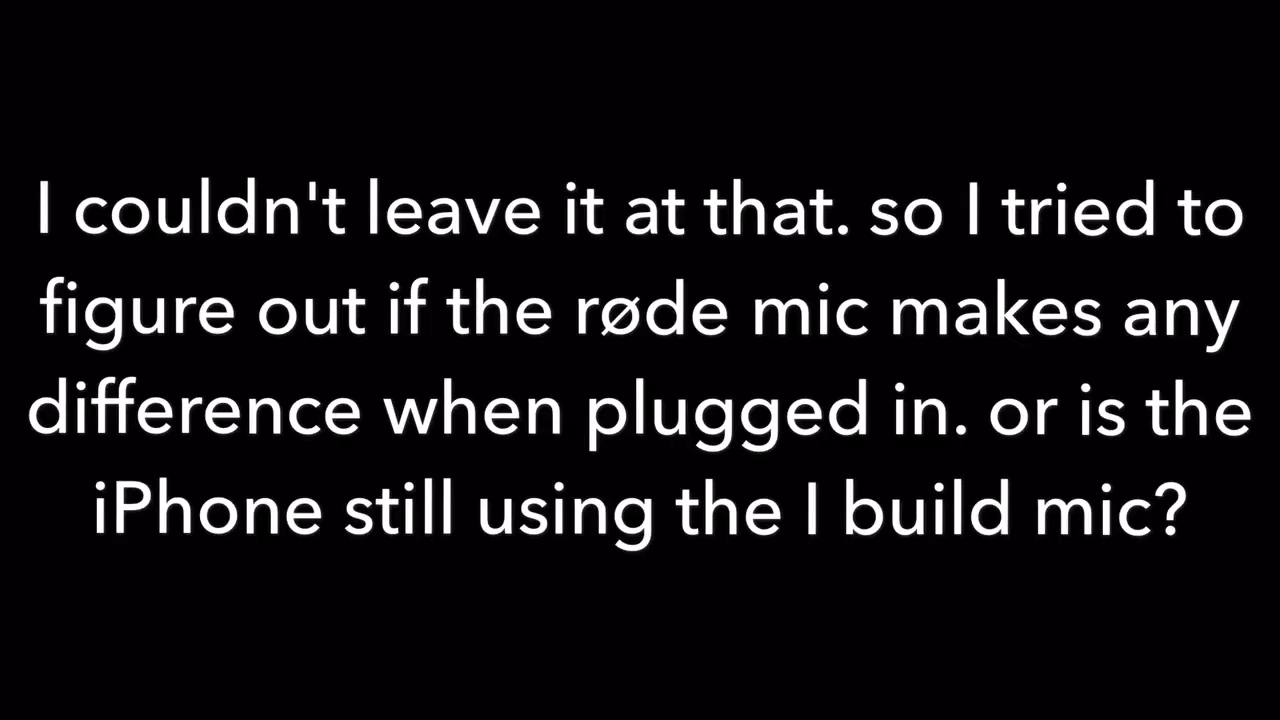 I couldn't leave it at that. so I tried to
figure out if the røde mic makes any
difference when plugged in. or is the
iPhone still using the I build mic?